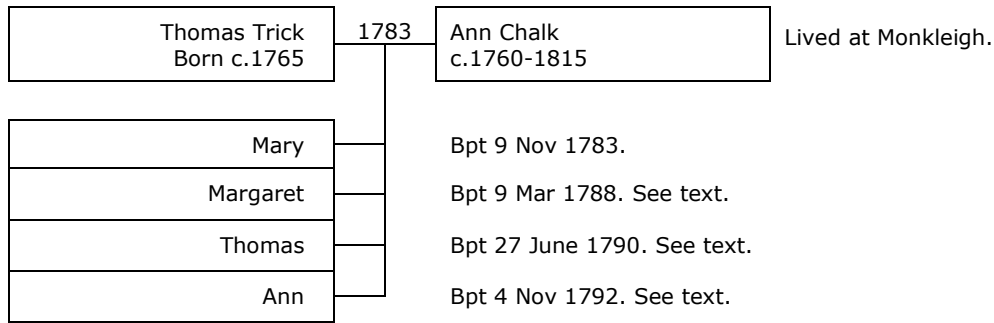 Thomas Trick 1783 Ann Chalk Lived at Monkleigh.
Born c.1765 c.1760-1815
Mary Bpt 9 Nov 1783.
Margaret Bpt 9 Mar 1788. See text.
Thomas Bpt 27 June 1790. See text.
Ann Bpt 4 Nov 1792. See text.